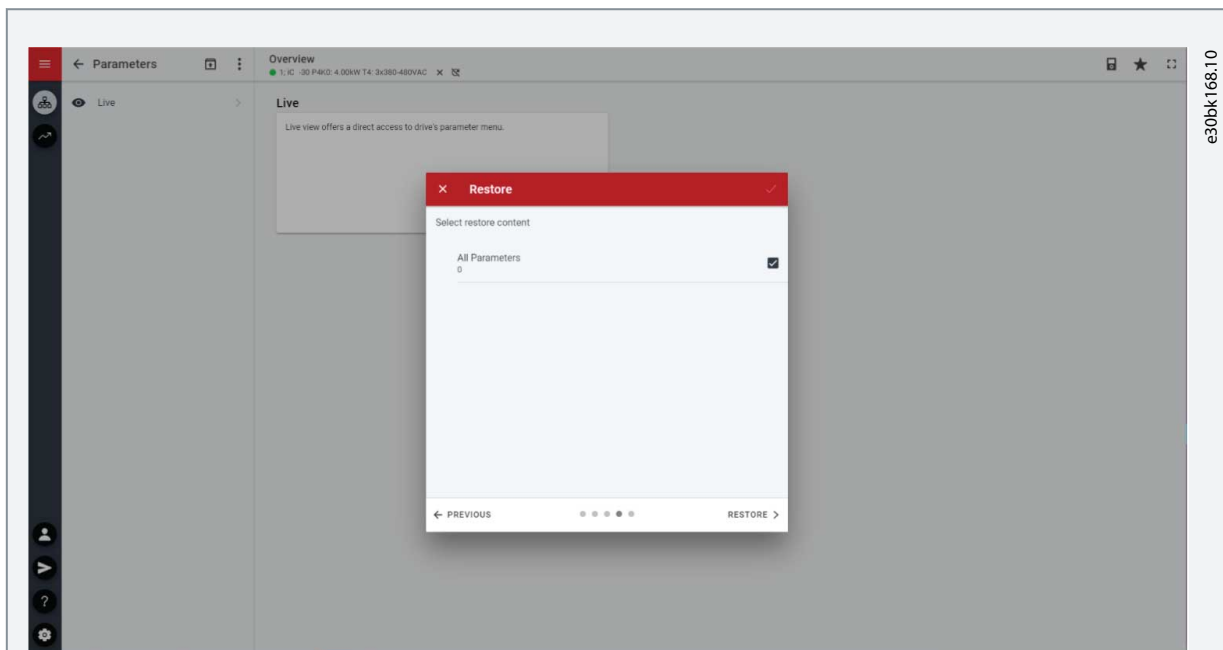 Parameters
Overview
1: IC -30 P4K0: 4.00kW T4: 3x380-480VAC
Live
Live
Live view offers a direct access to drive's parameter menu.
Restore
Select restore content
All Parameters
0
PREVIOUS
RESTORE
?
e30bk168.10